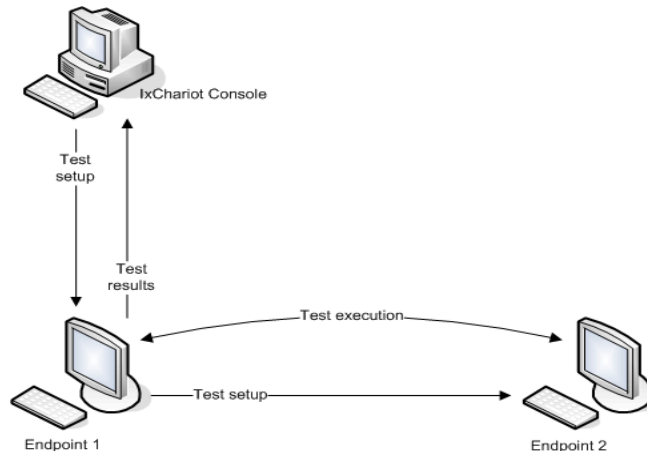 IxChariot Console
Test
setup
Test
results
Test execution
Test setup
Endpoint 1
Endpoint 2